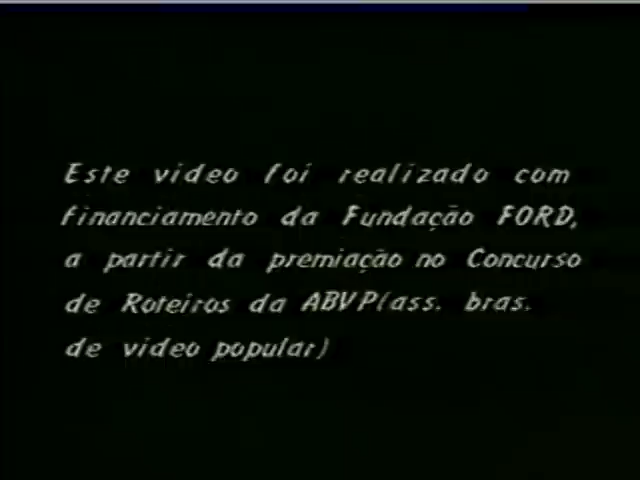 Este video foi realizado com
financiamento da Fundação FORD,
a partir da premiação no Concurso
de Roteiros da ABVP(ass. bras.
de video popular)